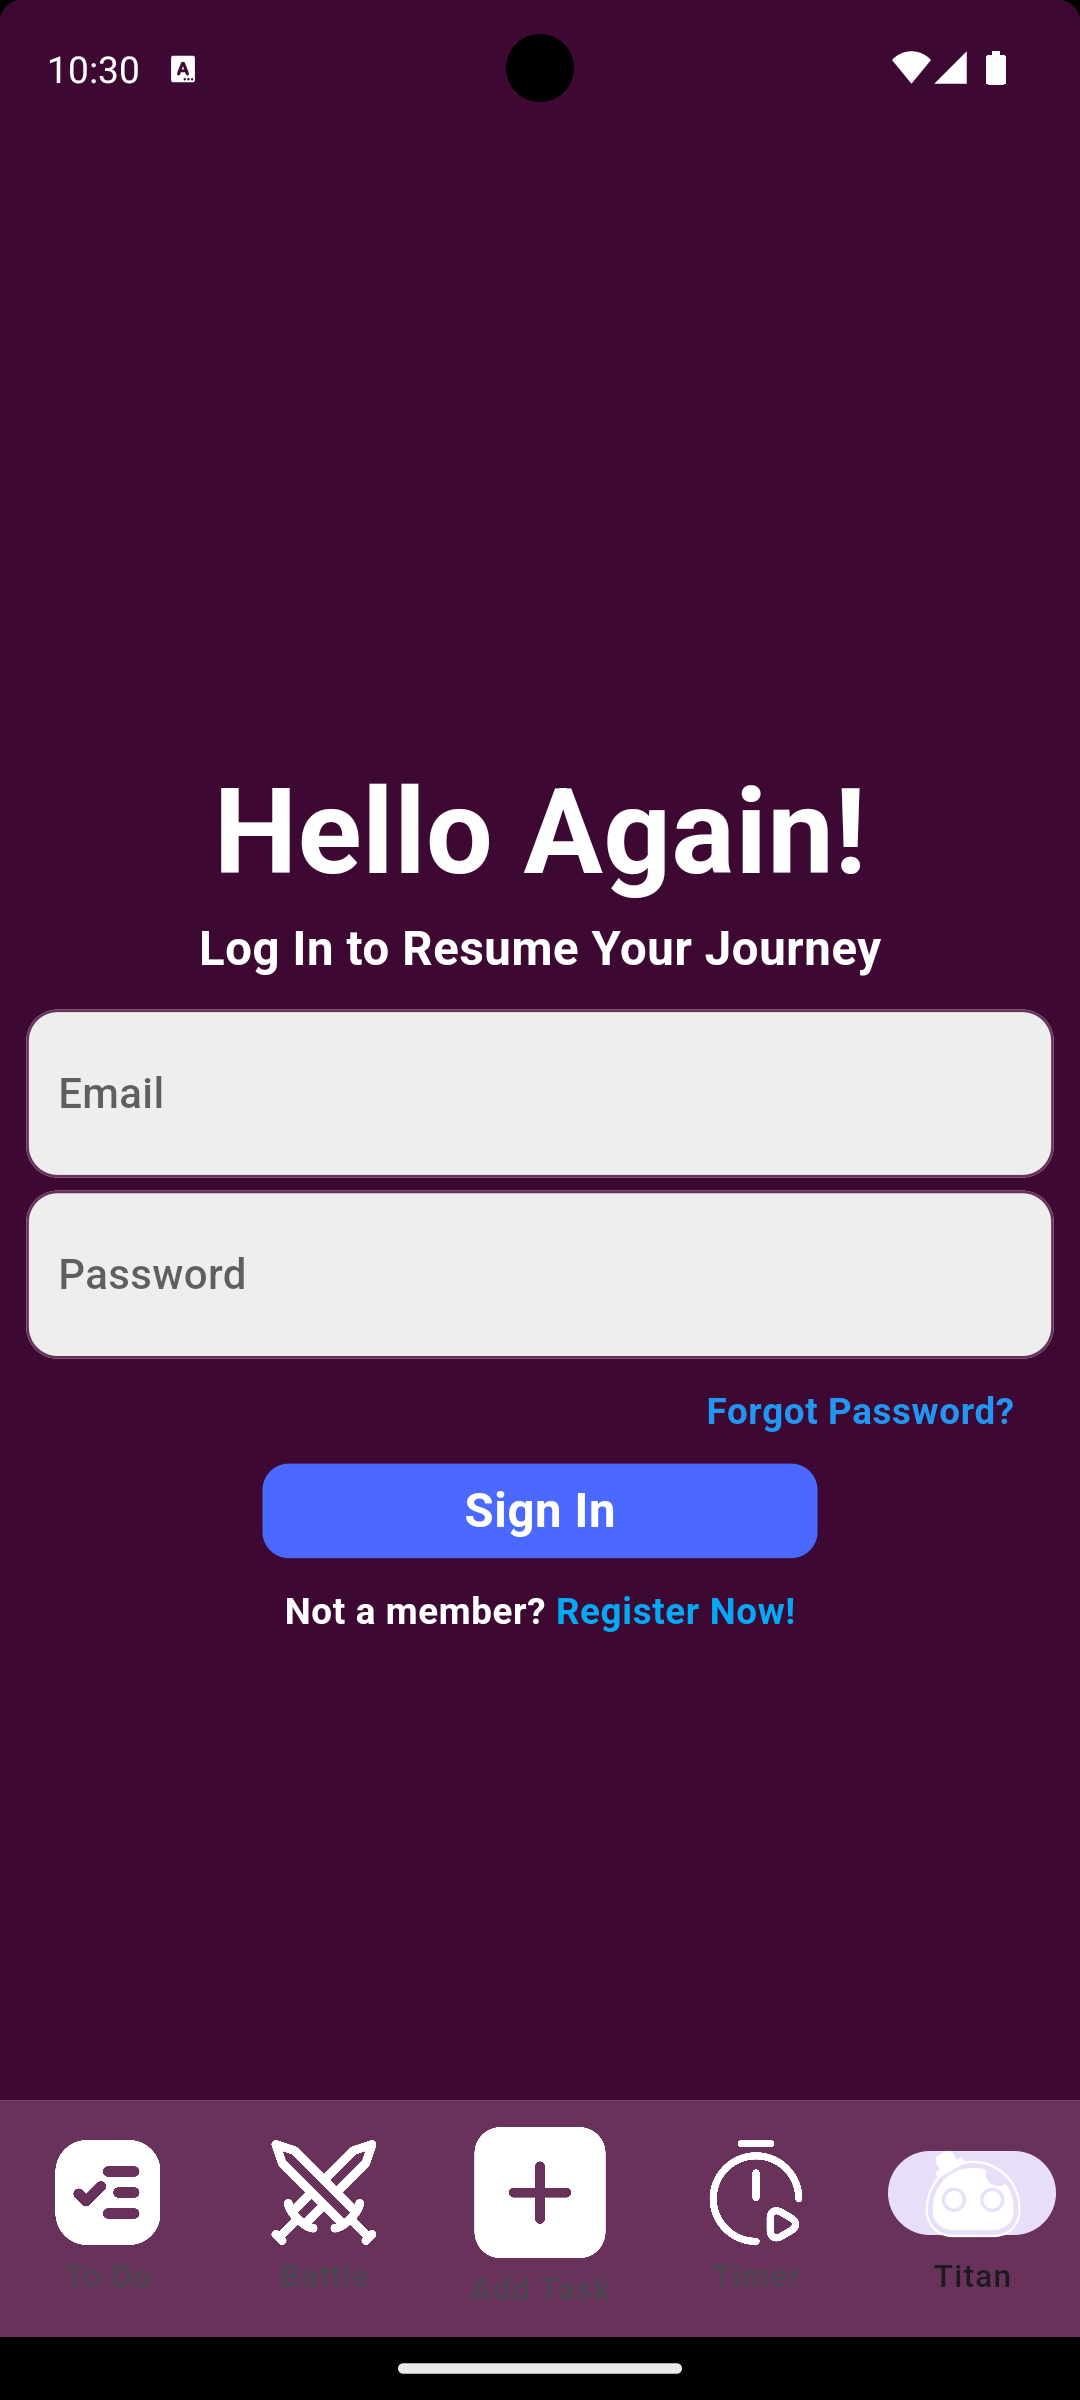 10:30
Hello Again!
Log In to Resume Your Journey
Email
Password
Forgot Password?
Sign In
Not a member? Register Now!
To Do
Battle
Add Task
Timer
Titan